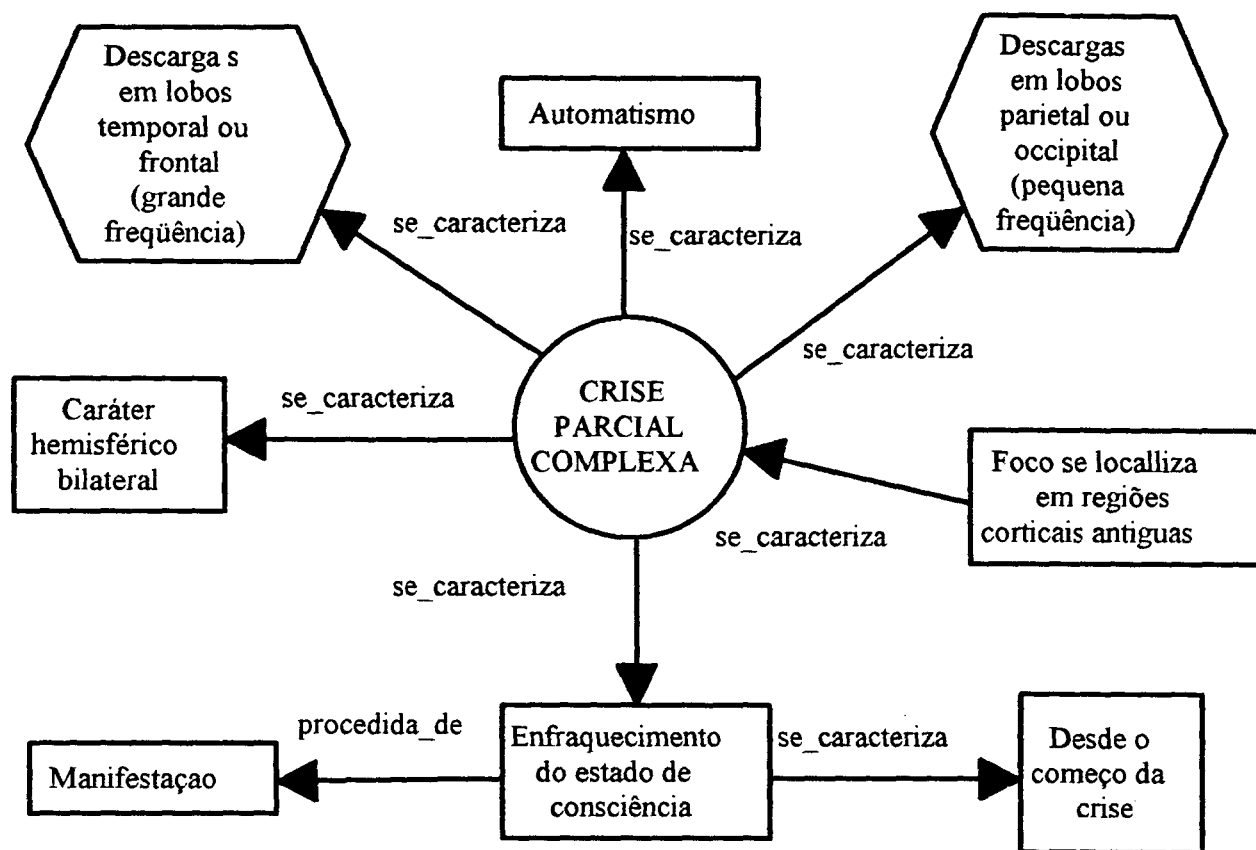 Descarga s
em lobos
temporal ou
frontal
(grande
freqüência)
Automatismo
Descargas
em lobos
parietal ou
occipital
(pequena
freqüência)
se_caracteriza
se_caracteriza
se_caracteriza
se_caracteriza
Caráter
hemisférico
bilateral
CRISE
PARCIAL
COMPLEXA
Foco se localliza
em regiões
corticais antiguas
se_caracteriza
se_caracteriza
procedida_de
Manifestaçao
Enfraquecimento
do estado de
consciência
se_caracteriza
Desde o
começo da
crise